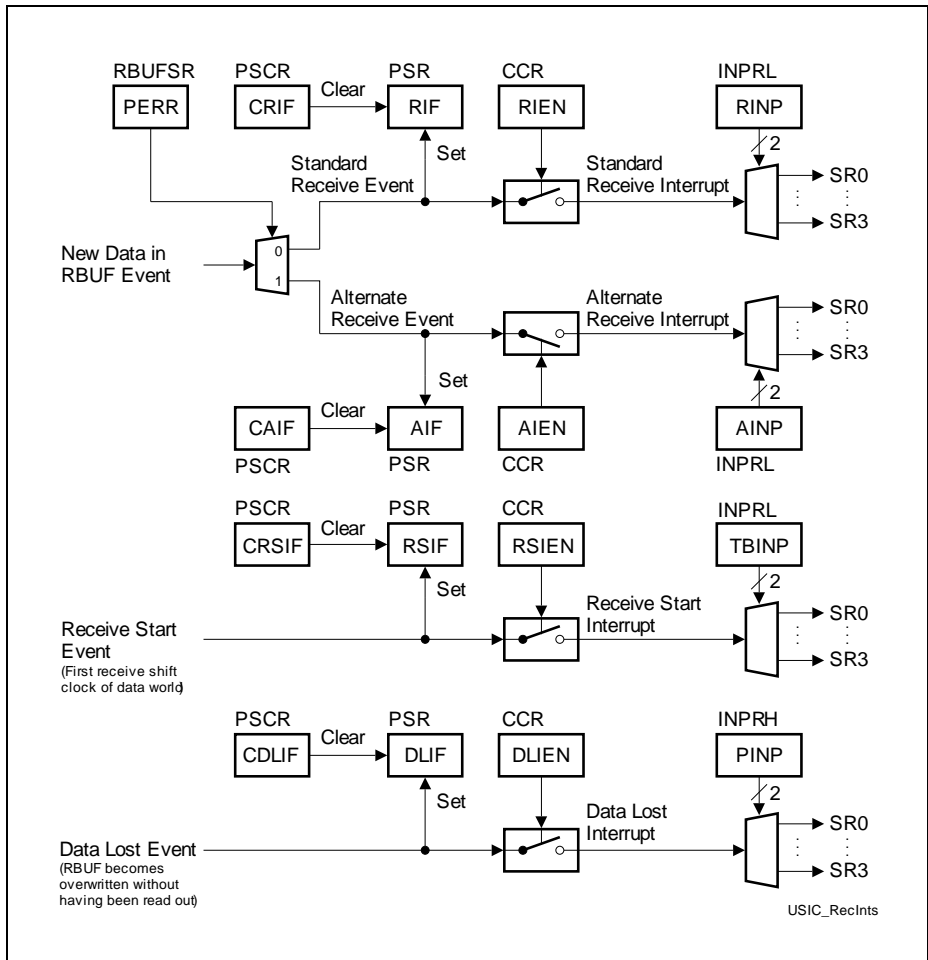 RBUFSR PSCR PSR CCR INPRL
PERR CRIF Clear RIF RIEN RINP
Set 2
Standard
Receive Event
Standard
Receive Interrupt
SR0
SR3
New Data in
RBUF Event
0
1
Alternate
Receive Event
Alternate
Receive Interrupt
SR0
SR3
Set 2
CAIF Clear AIF AIEN AINP
PSCR PSR CCR INPRL
PSCR PSR CCR INPRL
CRSIF Clear RSIF RSIEN TBINP
Set 2
Receive Start
Interrupt
SR0
SR3
Receive Start
Event
(First receive shift
clock of data world)
PSCR PSR CCR INPRH
CDLIF Clear DLIF DLIEN PINP
Set 2
Data Lost
Interrupt
SR0
SR3
Data Lost Event
(RBUF becomes
overwritten without
having been read out)
USIC_RecInts